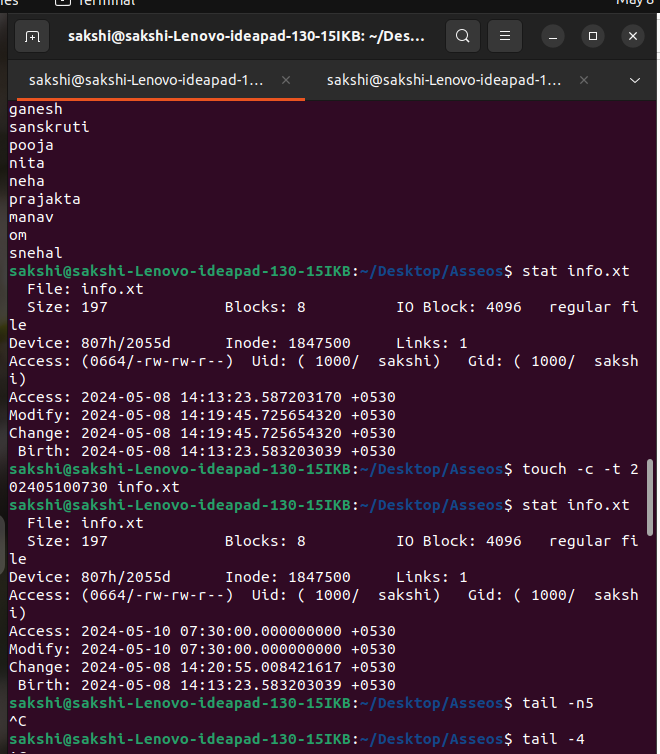 Terminal
May 8
sakshi@sakshi-Lenovo-ideapad-130-15IKB: ~/Des...
sakshi@sakshi-Lenovo-ideapad-1...
sakshi@sakshi-Lenovo-ideapad-1...
ganesh
sanskruti
pooja
nita
neha
prajakta
manav
om
snehal
sakshi@sakshi-Lenovo-ideapad-130-15IKB:~/Desktop/Asseos$ stat info.xt
  File: info.xt
  Size: 197             Blocks: 8          IO Block: 4096   regular fi
le
Device: 807h/2055d      Inode: 1847500     Links: 1
Access: (0664/-rw-rw-r--)  Uid: ( 1000/  sakshi)   Gid: ( 1000/  saksh
i)
Access: 2024-05-08 14:13:23.587203170 +0530
Modify: 2024-05-08 14:19:45.725654320 +0530
Change: 2024-05-08 14:19:45.725654320 +0530
 Birth: 2024-05-08 14:13:23.583203039 +0530
sakshi@sakshi-Lenovo-ideapad-130-15IKB:~/Desktop/Asseos$ touch -c -t 2
02405100730 info.xt
sakshi@sakshi-Lenovo-ideapad-130-15IKB:~/Desktop/Asseos$ stat info.xt
  File: info.xt
  Size: 197             Blocks: 8          IO Block: 4096   regular fi
le
Device: 807h/2055d      Inode: 1847500     Links: 1
Access: (0664/-rw-rw-r--)  Uid: ( 1000/  sakshi)   Gid: ( 1000/  saksh
i)
Access: 2024-05-10 07:30:00.000000000 +0530
Modify: 2024-05-10 07:30:00.000000000 +0530
Change: 2024-05-08 14:20:55.008421617 +0530
 Birth: 2024-05-08 14:13:23.583203039 +0530
sakshi@sakshi-Lenovo-ideapad-130-15IKB:~/Desktop/Asseos$ tail -n5
^C
sakshi@sakshi-Lenovo-ideapad-130-15IKB:~/Desktop/Asseos$ tail -4